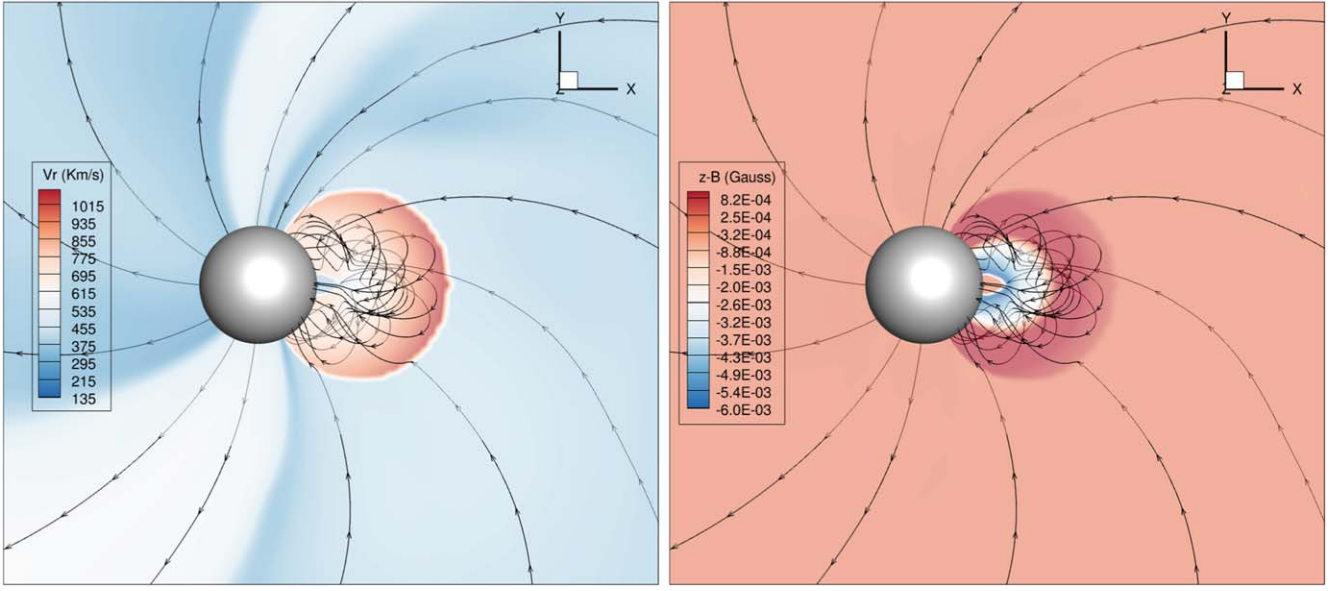 Y
X
Z
Vr (Km/s)
1015
935
855
775
695
615
535
455
375
295
215
135
Y
X
Z
z-B (Gauss)
8.2E-04
2.5E-04
-3.2E-04
-8.8E-04
-1.5E-03
-2.0E-03
-2.6E-03
-3.2E-03
-3.7E-03
-4.3E-03
-4.9E-03
-5.4E-03
-6.0E-03